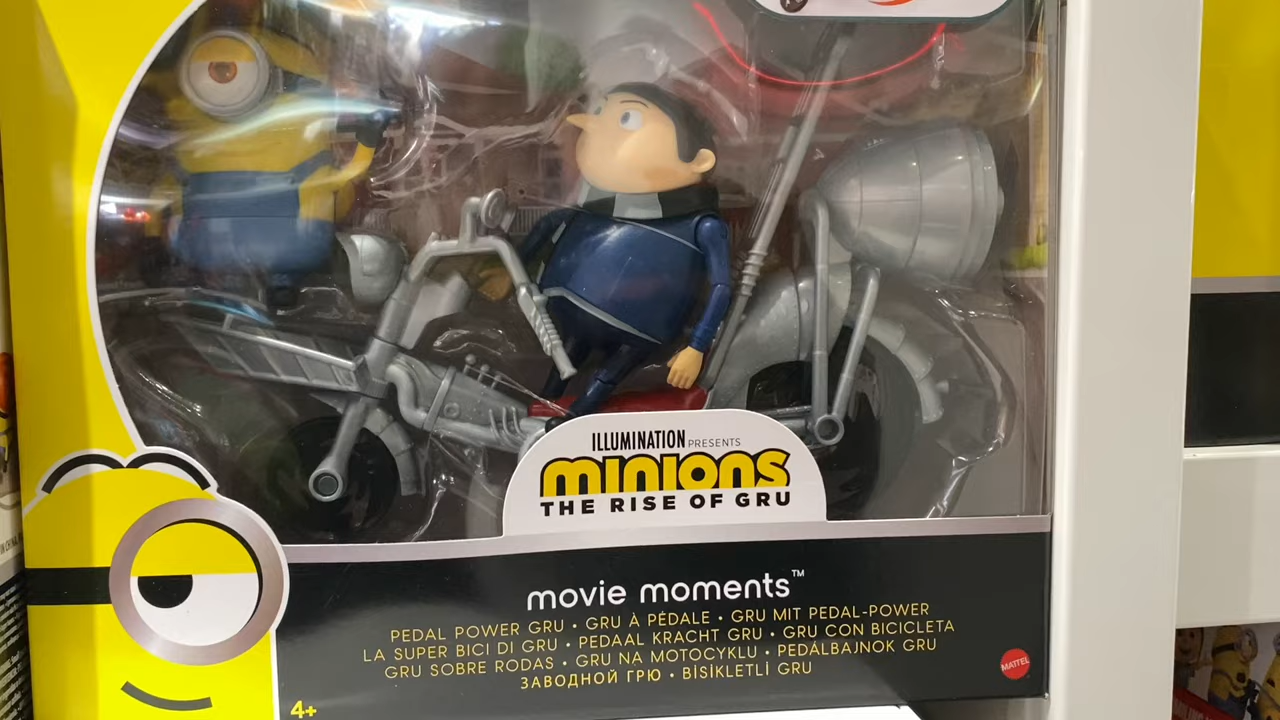 ILLUMINATION PRESENTS
minions
THE RISE OF GRU
movie moments™
PEDAL POWER GRU • GRU À PÉDALE • GRU MIT PEDAL-POWER
LA SUPER BICI DI GRU • PEDAAL KRACHT GRU • GRU CON BICICLETA
GRU SOBRE RODAS • GRU NA MOTOCYKLU • PEDÁLBAJNOK GRU
ЗАВОДНОЙ ГРЮ • BİSİKLETLİ GRU
MATTEL
4+